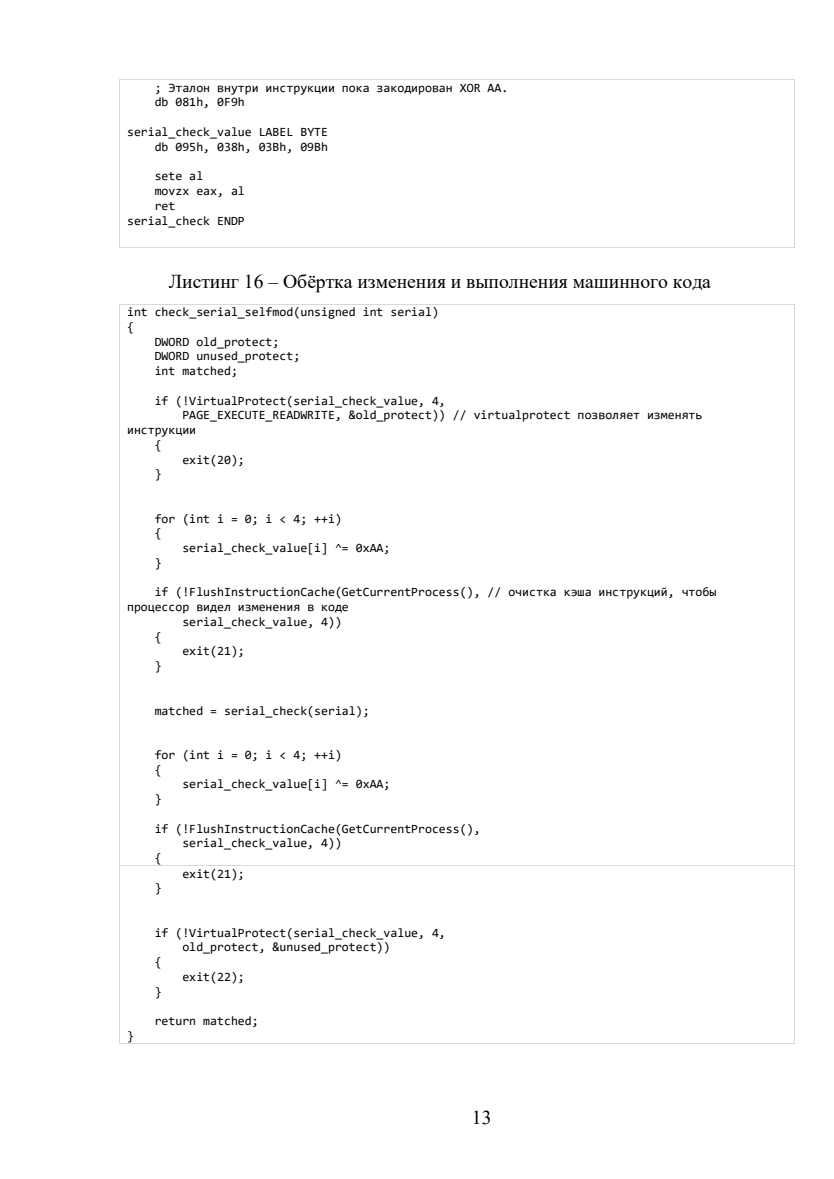 ; Эталон внутри инструкции пока закодирован XOR AA.
db 081h, 0F9h
serial_check_value LABEL BYTE
db 095h, 038h, 03Bh, 09Bh
sete al
movzx eax, al
ret
serial_check ENDP
Листинг 16 – Обёртка изменения и выполнения машинного кода
int check_serial_selfmod(unsigned int serial)
{
DWORD old_protect;
DWORD unused_protect;
int matched;
if (!VirtualProtect(serial_check_value, 4,
PAGE_EXECUTE_READWRITE, &old_protect)) // virtualprotect позволяет изменять
инструкции
{
exit(20);
}
for (int i = 0; i < 4; ++i)
{
serial_check_value[i] ^= 0xAA;
}
if (!FlushInstructionCache(GetCurrentProcess(), // очистка кэша инструкций, чтобы
процессор видел изменения в коде
serial_check_value, 4))
{
exit(21);
}
matched = serial_check(serial);
for (int i = 0; i < 4; ++i)
{
serial_check_value[i] ^= 0xAA;
}
if (!FlushInstructionCache(GetCurrentProcess(),
serial_check_value, 4))
{
exit(21);
}
if (!VirtualProtect(serial_check_value, 4,
old_protect, &unused_protect))
{
exit(22);
}
return matched;
}
13